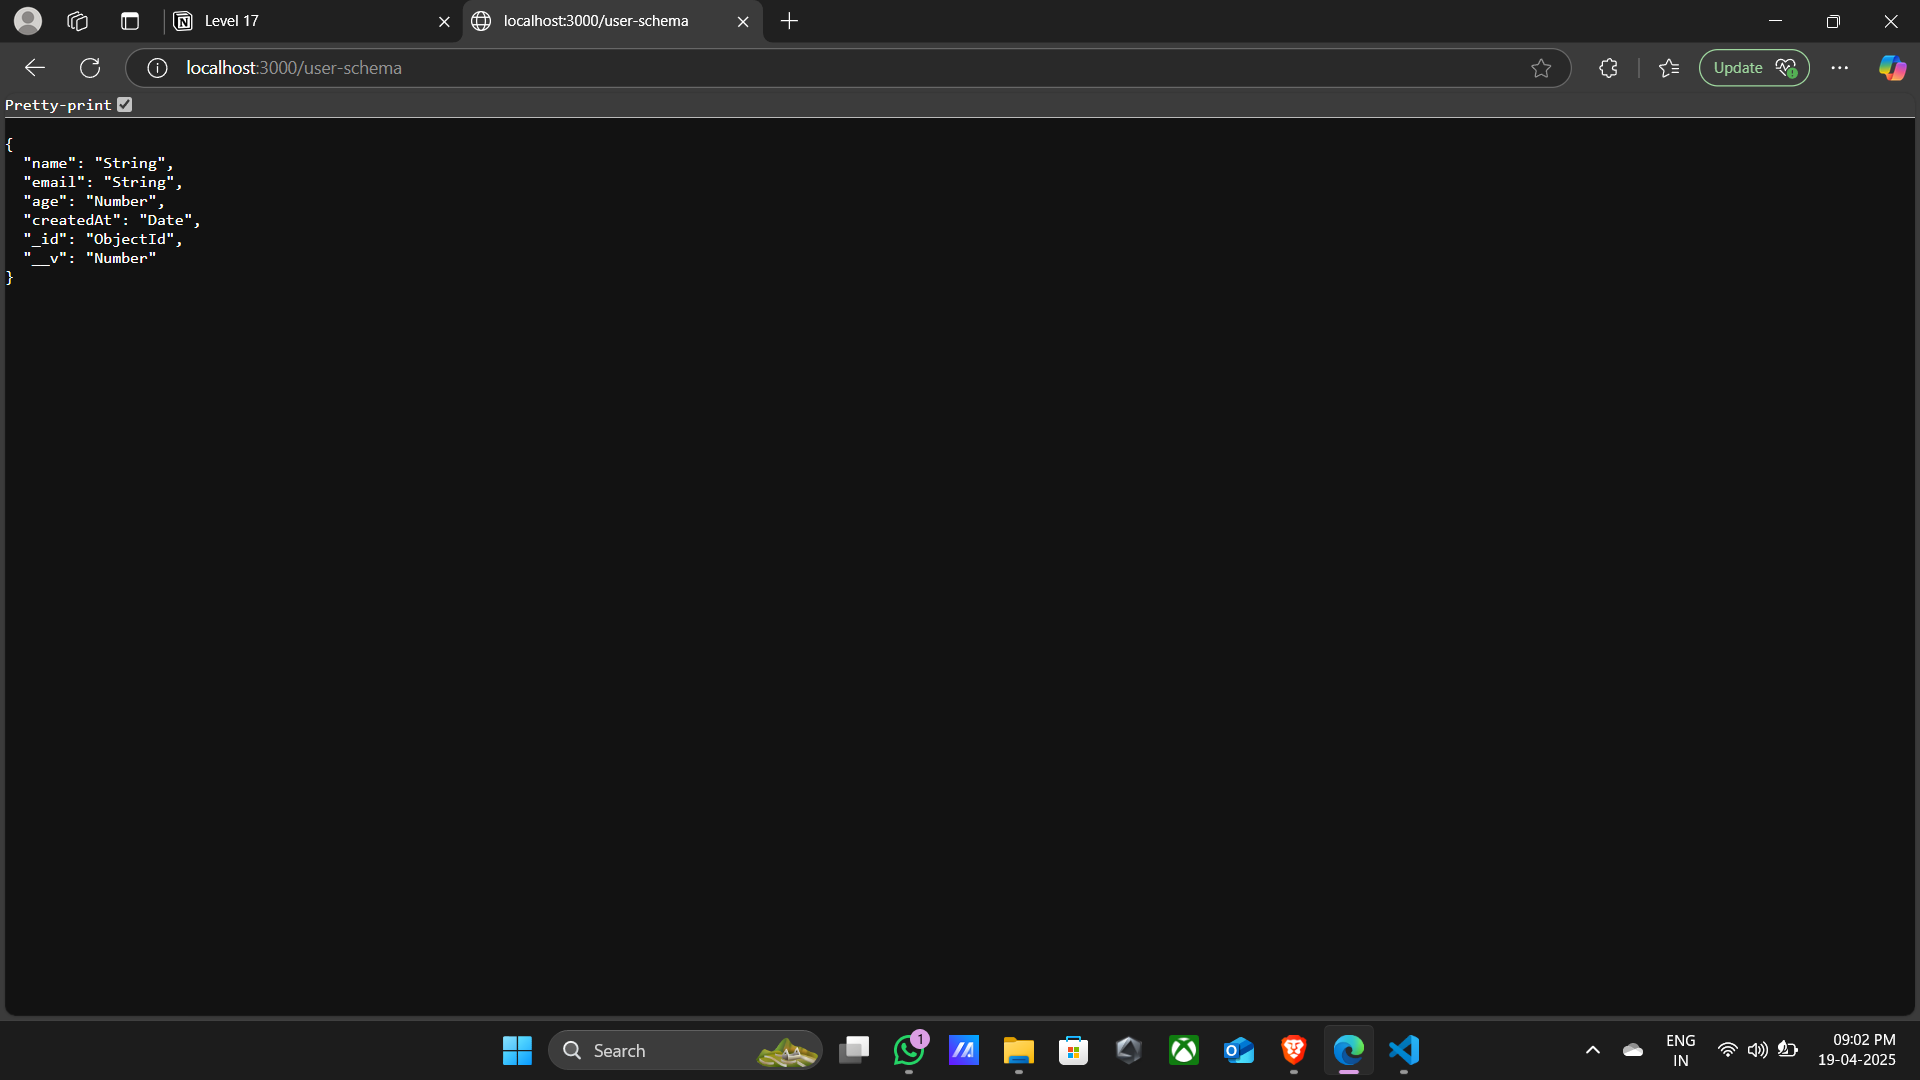 Level 17
localhost:3000/user-schema
localhost:3000/user-schema
Update
Pretty-print
{
  "name": "String",
  "email": "String",
  "age": "Number",
  "createdAt": "Date",
  "_id": "ObjectId",
  "__v": "Number"
}
Search
1
ENG
IN
09:02 PM
19-04-2025